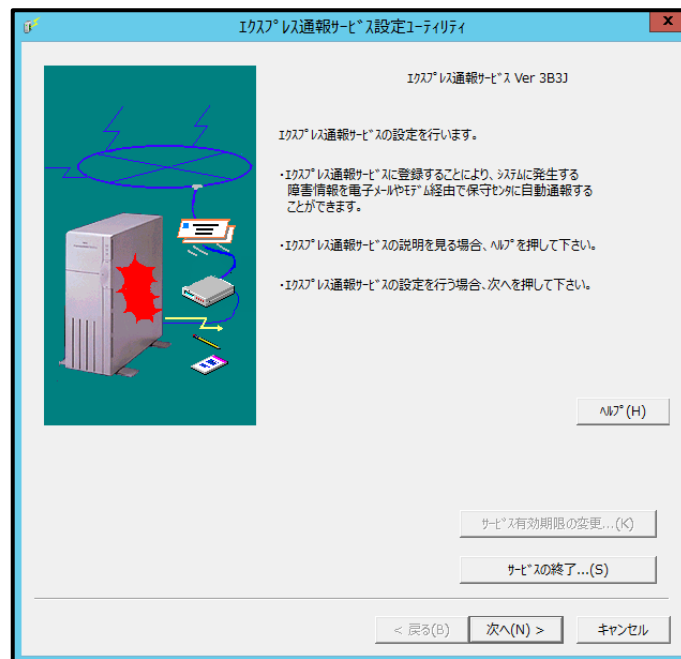 ｴｸｽﾌﾟﾚｽ通報ｻｰﾋﾞｽ設定ﾕｰﾃｨﾘﾃｨ
x
ｴｸｽﾌﾟﾚｽ通報ｻｰﾋﾞｽ Ver 3B3J
ｴｸｽﾌﾟﾚｽ通報ｻｰﾋﾞｽの設定を行います。
・ｴｸｽﾌﾟﾚｽ通報ｻｰﾋﾞｽに登録することにより、ｼｽﾃﾑに発生する
障害情報を電子ﾒｰﾙやﾓﾃﾞﾑ経由で保守ｾﾝﾀに自動通報する
ことができます。
・ｴｸｽﾌﾟﾚｽ通報ｻｰﾋﾞｽの説明を見る場合、ﾍﾙﾌﾟを押して下さい。
・ｴｸｽﾌﾟﾚｽ通報ｻｰﾋﾞｽの設定を行う場合、次へを押して下さい。
ﾍﾙﾌﾟ(H)
ｻｰﾋﾞｽ有効期限の変更...(K)
ｻｰﾋﾞｽの終了...(S)
< 戻る(B) 次へ(N) > キャンセル